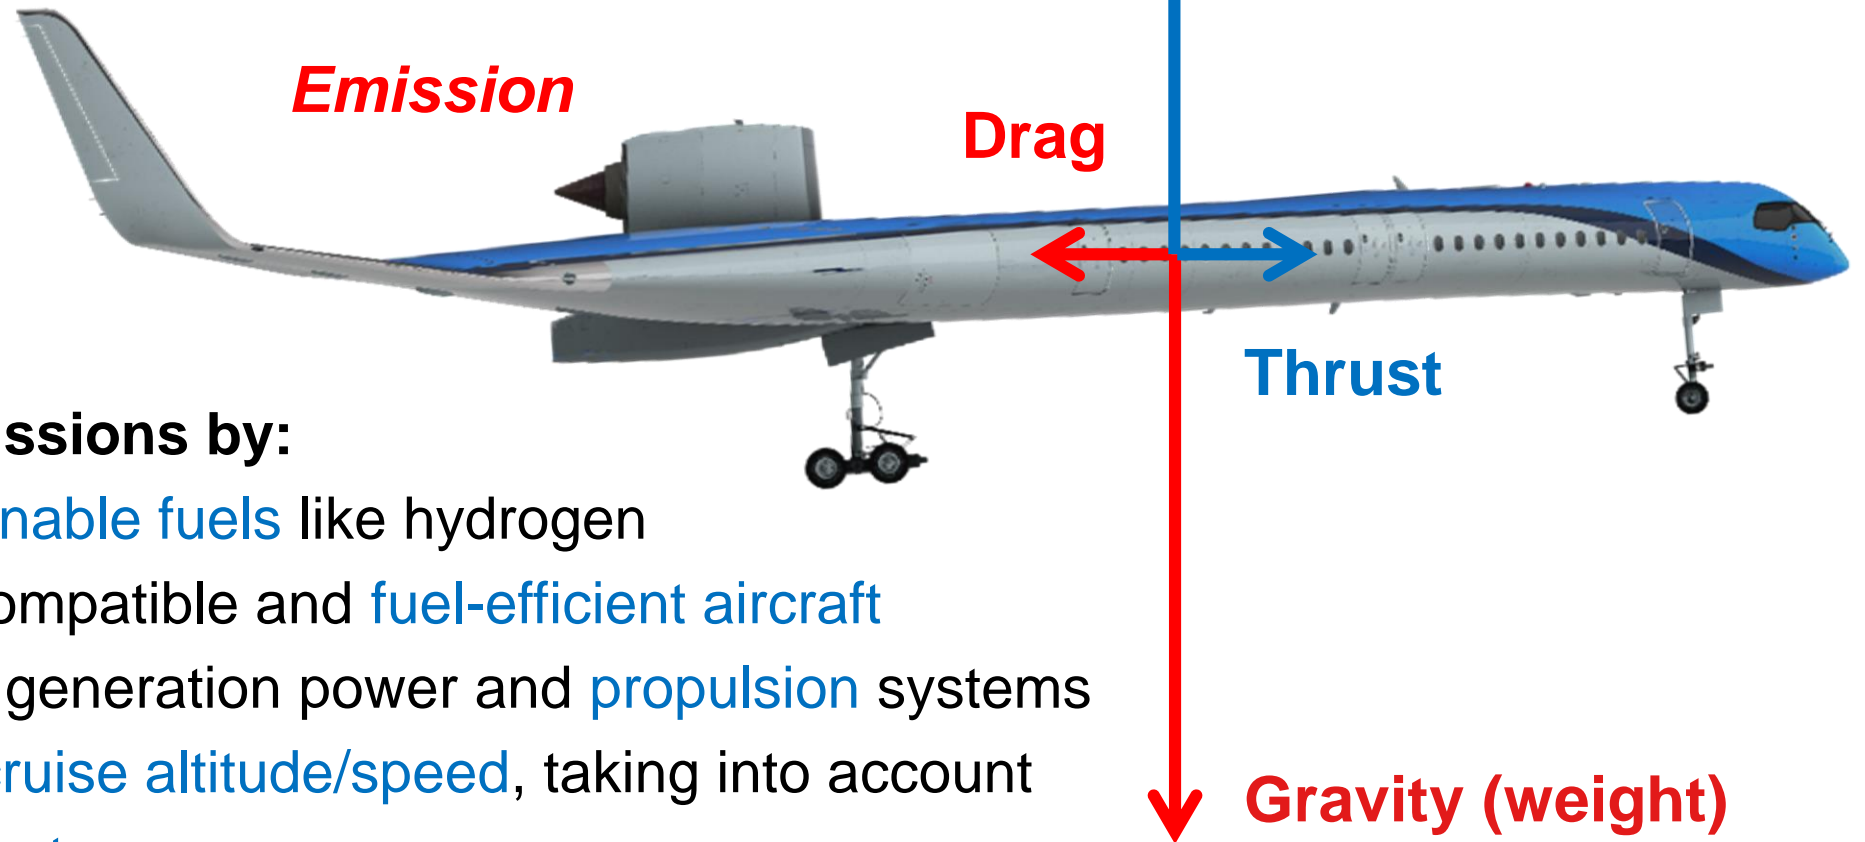 Emission
Drag
Thrust
ssions by:
nable fuels like hydrogen
ompatible and fuel-efficient aircraft
generation power and propulsion systems
cruise altitude/speed, taking into account
Gravity (weight)